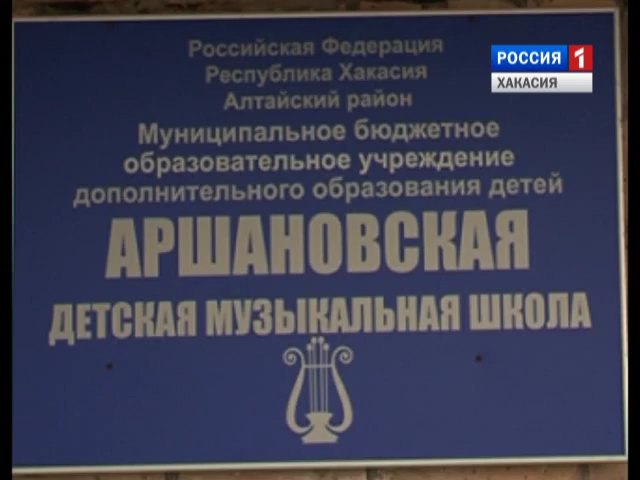 Российская Федерация
Республика Хакасия
Алтайский район
Муниципальное бюджетное
образовательное учреждение
дополнительного образования детей
АРШАНОВСКАЯ
ДЕТСКАЯ МУЗЫКАЛЬНАЯ ШКОЛА
РОССИЯ 1
ХАКАСИЯ